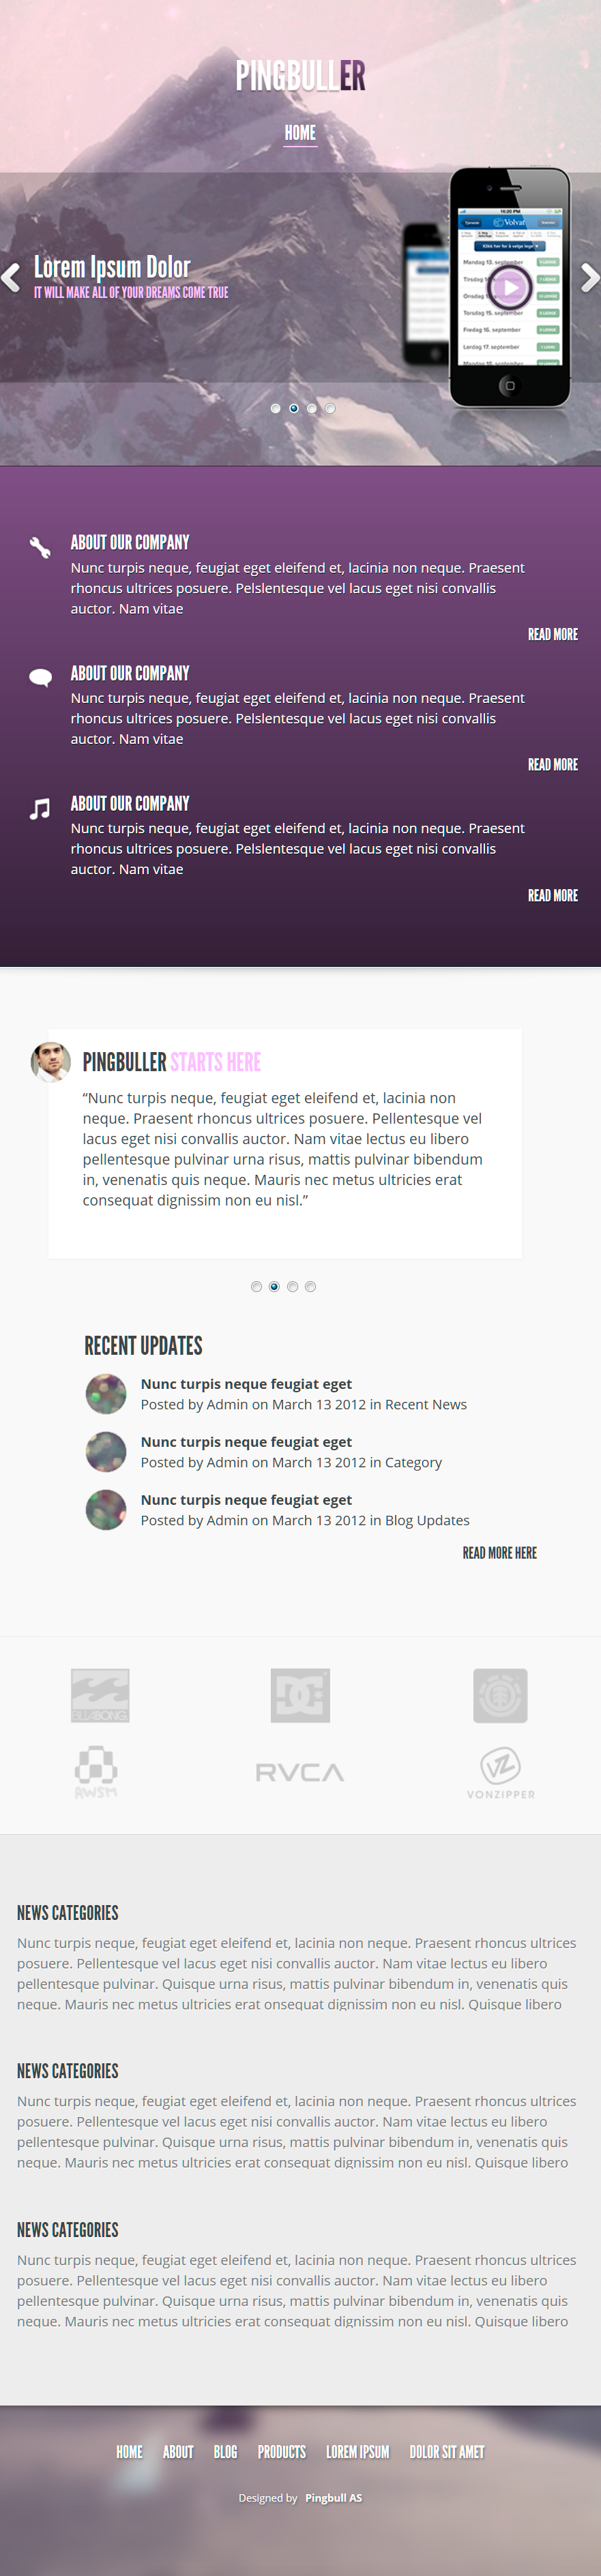 PINGBULLER
HOME
10:20 PM
Mandag 13. september
Fredag 16. september
Lørdag 17. september
Lorem Ipsum Dolor
IT WILL MAKE ALL OF YOUR DREAMS COME TRUE
ABOUT OUR COMPANY
Nunc turpis neque, feugiat eget eleifend et, lacinia non neque. Praesent
rhoncus ultrices posuere. Pelslentesque vel lacus eget nisi convallis
auctor. Nam vitae
READ MORE
ABOUT OUR COMPANY
Nunc turpis neque, feugiat eget eleifend et, lacinia non neque. Praesent
rhoncus ultrices posuere. Pelslentesque vel lacus eget nisi convallis
auctor. Nam vitae
READ MORE
ABOUT OUR COMPANY
Nunc turpis neque, feugiat eget eleifend et, lacinia non neque. Praesent
rhoncus ultrices posuere. Pelslentesque vel lacus eget nisi convallis
auctor. Nam vitae
READ MORE
PINGBULLER STARTS HERE
“Nunc turpis neque, feugiat eget eleifend et, lacinia non
neque. Praesent rhoncus ultrices posuere. Pellentesque vel
lacus eget nisi convallis auctor. Nam vitae lectus eu libero
pellentesque pulvinar urna risus, mattis pulvinar bibendum
in, venenatis quis neque. Mauris nec metus ultricies erat
consequat dignissim non eu nisl.”
RECENT UPDATES
Nunc turpis neque feugiat eget
Posted by Admin on March 13 2012 in Recent News
Nunc turpis neque feugiat eget
Posted by Admin on March 13 2012 in Category
Nunc turpis neque feugiat eget
Posted by Admin on March 13 2012 in Blog Updates
READ MORE HERE
BILLABONG DC
RWSM RVCA VZ VONZIPPER
NEWS CATEGORIES
Nunc turpis neque, feugiat eget eleifend et, lacinia non neque. Praesent rhoncus ultrices
posuere. Pellentesque vel lacus eget nisi convallis auctor. Nam vitae lectus eu libero
pellentesque pulvinar. Quisque urna risus, mattis pulvinar bibendum in, venenatis quis
neque. Mauris nec metus ultricies erat onsequat dignissim non eu nisl. Quisque libero
NEWS CATEGORIES
Nunc turpis neque, feugiat eget eleifend et, lacinia non neque. Praesent rhoncus ultrices
posuere. Pellentesque vel lacus eget nisi convallis auctor. Nam vitae lectus eu libero
pellentesque pulvinar. Quisque urna risus, mattis pulvinar bibendum in, venenatis quis
neque. Mauris nec metus ultricies erat consequat dignissim non eu nisl. Quisque libero
NEWS CATEGORIES
Nunc turpis neque, feugiat eget eleifend et, lacinia non neque. Praesent rhoncus ultrices
posuere. Pellentesque vel lacus eget nisi convallis auctor. Nam vitae lectus eu libero
pellentesque pulvinar. Quisque urna risus, mattis pulvinar bibendum in, venenatis quis
neque. Mauris nec metus ultricies erat consequat dignissim non eu nisl. Quisque libero
HOME ABOUT BLOG PRODUCTS LOREM IPSUM DOLOR SIT AMET
Designed by Pingbull AS